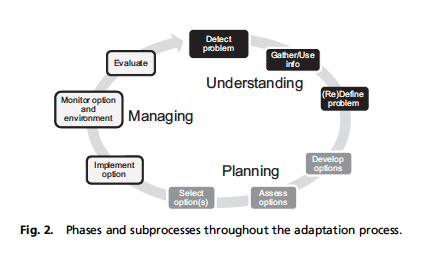 Detect
problem
Gather/Use
info
Understanding
(Re)Define
problem
Develop
options
Planning
Assess
options
Select
option(s)
Implement
option
Managing
Monitor option
and
environment
Evaluate
Fig. 2. Phases and subprocesses throughout the adaptation process.